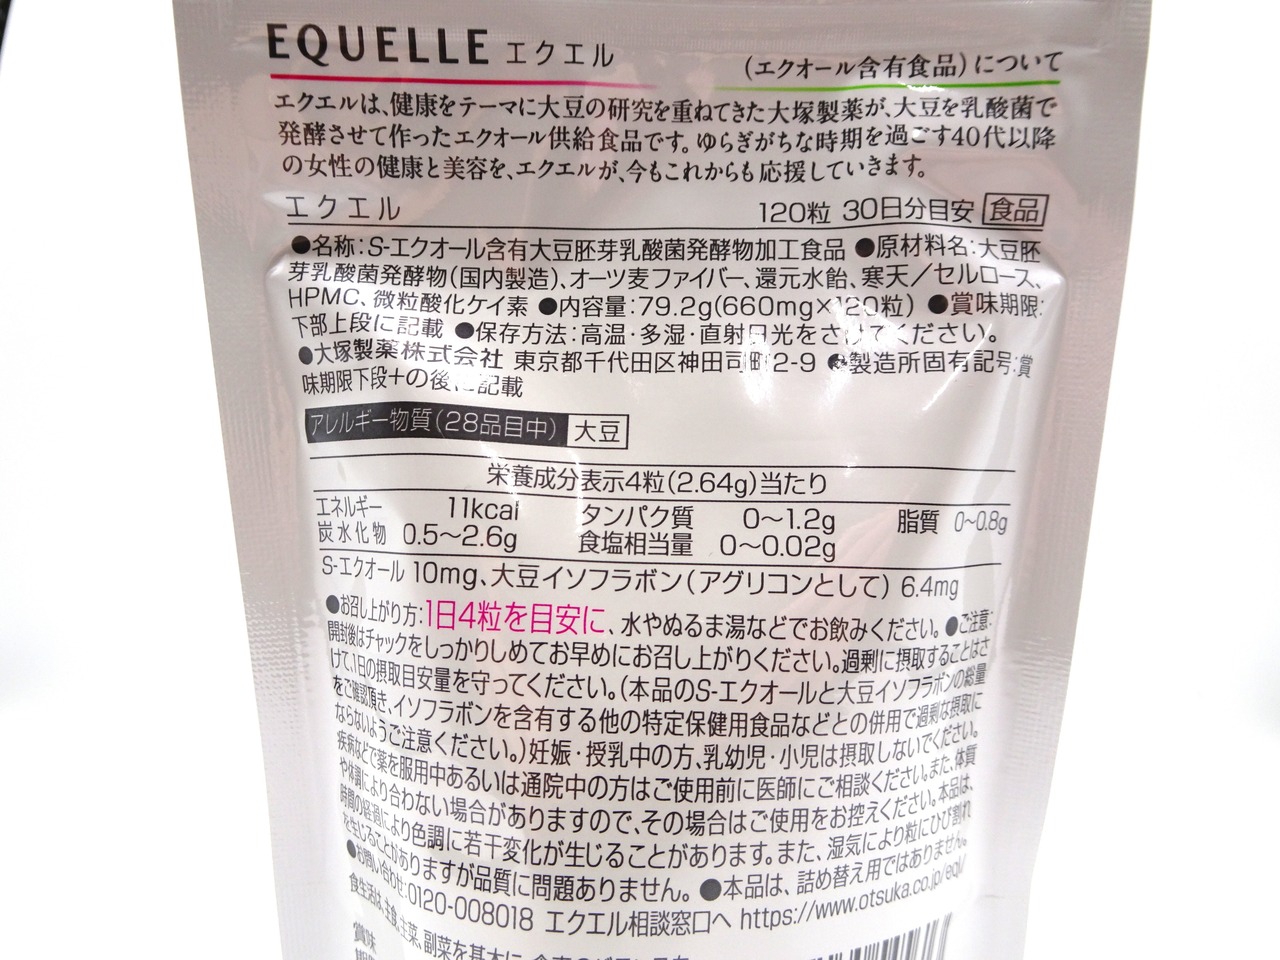 EQUELLE エクエル (エクオール含有食品)について
エクエルは、健康をテーマに大豆の研究を重ねてきた大塚製薬が、大豆を乳酸菌で
発酵させて作ったエクオール供給食品です。ゆらぎがちな時期を過ごす40代以降
の女性の健康と美容を、エクエルが、今もこれからも応援していきます。
エクエル 120粒 30日分目安 食品
●名称:S-エクオール含有大豆胚芽乳酸菌発酵物加工食品 ●原材料名:大豆胚
芽乳酸菌発酵物(国内製造)、オーツ麦ファイバー、還元水飴、寒天/セルロース、
HPMC、微粒酸化ケイ素 ●内容量:79.2g(660mg×120粒) ●賞味期限:
下部上段に記載 ●保存方法:高温・多湿・直射日光をさけてください。
●大塚製薬株式会社 東京都千代田区神田司町2-9 ●製造所固有記号:賞
味期限下段+の後に記載
アレルギー物質(28品目中) 大豆
栄養成分表示4粒(2.64g)当たり
エネルギー 11kcal タンパク質 0〜1.2g 脂質 0〜0.8g
炭水化物 0.5〜2.6g 食塩相当量 0〜0.02g
S-エクオール 10mg、大豆イソフラボン(アグリコンとして) 6.4mg
●お召し上がり方:1日4粒を目安に、水やぬるま湯などでお飲みください。●ご注意:
開封後はチャックをしっかりしめてお早めにお召し上がりください。過剰に摂取することはさ
けて、1日の摂取目安量を守ってください。(本品のS-エクオールと大豆イソフラボンの総量
をご確認頂き、イソフラボンを含有する他の特定保健用食品などとの併用で過剰な摂取に
ならないようご注意ください。)妊娠・授乳中の方、乳幼児・小児は摂取しないでください。
疾病などで薬を服用中あるいは通院中の方はご使用前に医師にご相談ください。また、体質
や体調により合わない場合がありますので、その場合はご使用をお控えください。本品は、
時間の経過により色調に若干変化が生じることがあります。また、湿気により粒にひび割れ
を生じることがありますが品質に問題ありません。 ●本品は、詰め替え用ではありません。
●お問い合わせ:0120-008018 エクエル相談窓口へ https://www.otsuka.co.jp/eql/
食生活は、主食、主菜、副菜を基本に、食事のバランスを
賞味